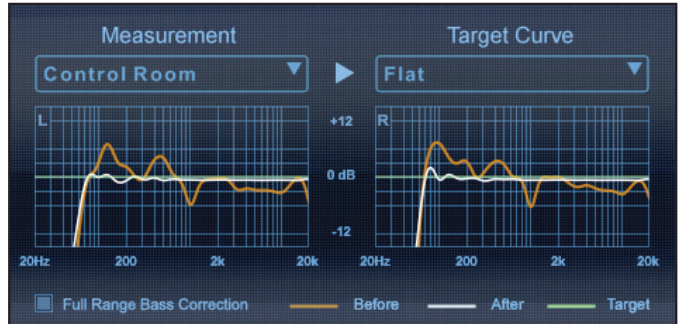 Measurement Target Curve
Control Room Flat
L +12 R
0 dB
-12
20Hz 200 2k 20k 20Hz 200 2k 20k
Full Range Bass Correction Before After Target